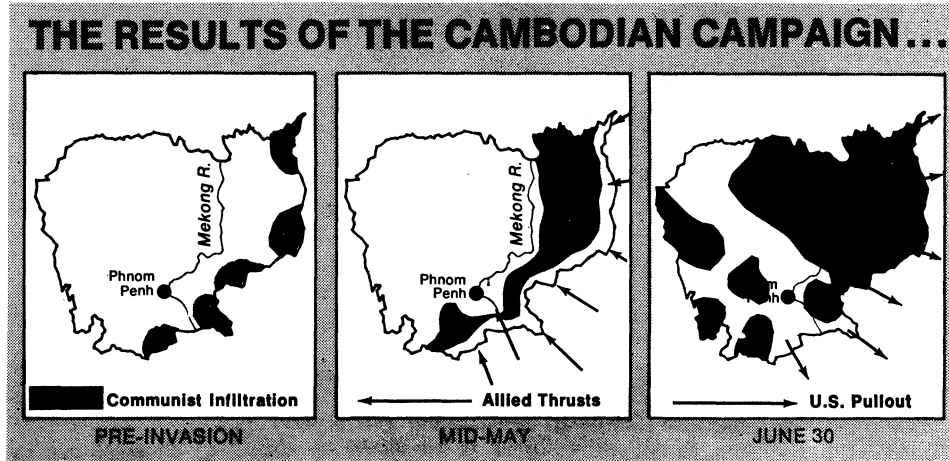 THE RESULTS OF THE CAMBODIAN CAMPAIGN...
Mekong R.
Phnom
Penh
Communist Infiltration
PRE-INVASION
Mekong R.
Phnom
Penh
Allied Thrusts
MID-MAY
U.S. Pullout
JUNE 30